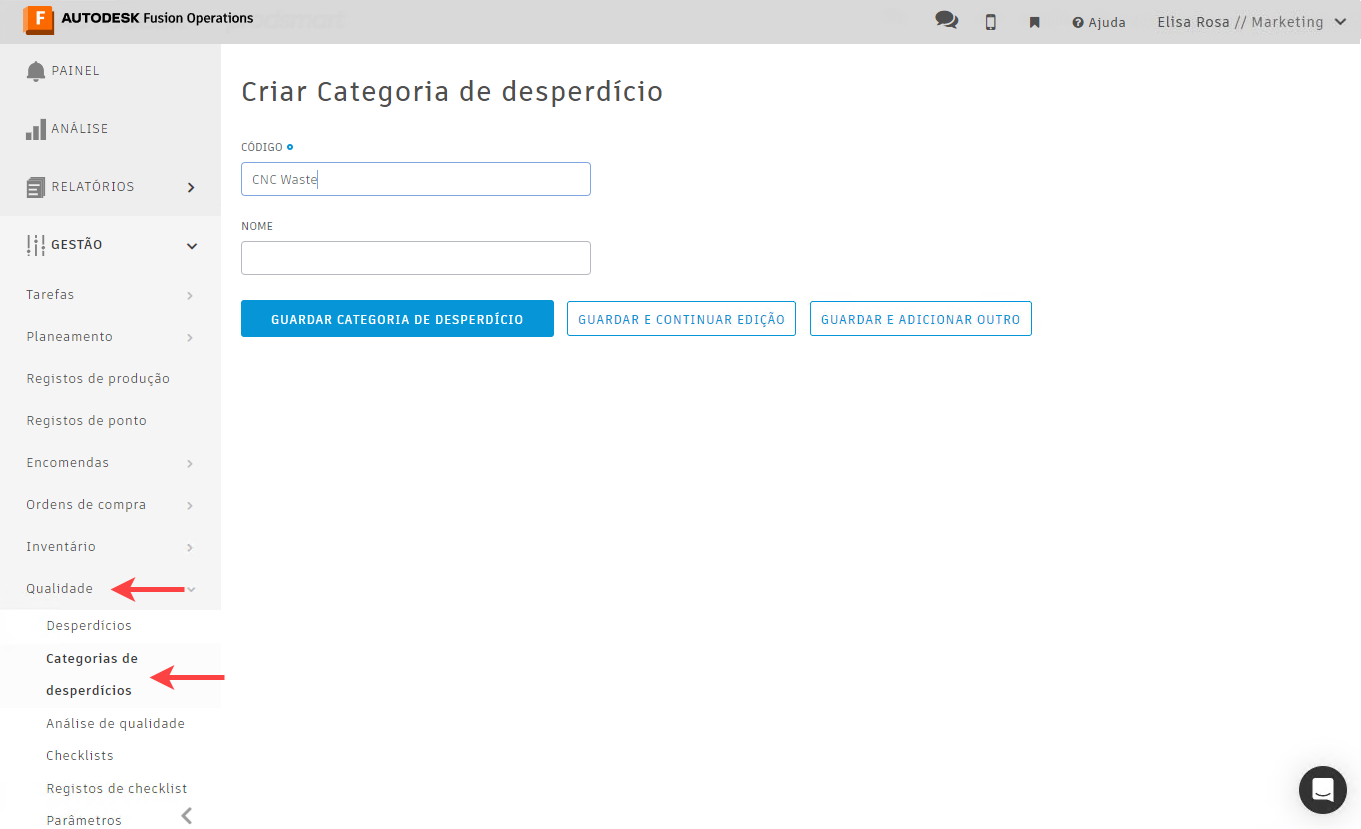 F AUTODESK Fusion Operations
Ajuda
Elisa Rosa // Marketing
PAINEL
ANÁLISE
RELATÓRIOS
GESTÃO
Tarefas
Planeamento
Registos de produção
Registos de ponto
Encomendas
Ordens de compra
Inventário
Qualidade
Desperdícios
Categorias de
desperdícios
Análise de qualidade
Checklists
Registos de checklist
Parâmetros
Criar Categoria de desperdício
CÓDIGO
CNC Waste
NOME
GUARDAR CATEGORIA DE DESPERDÍCIO
GUARDAR E CONTINUAR EDIÇÃO
GUARDAR E ADICIONAR OUTRO